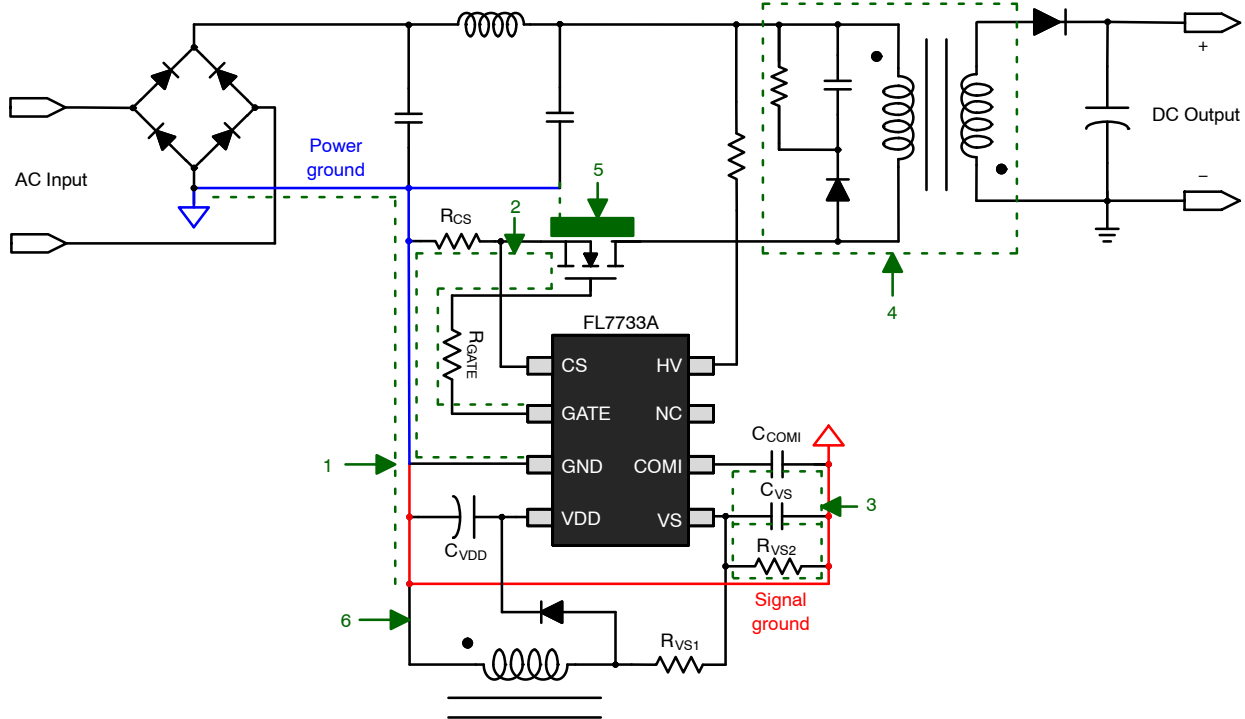 Power
ground
5
DC Output
+
−
AC Input
RCS
2
4
FL7733A
RGATE
CS
HV
GATE
NC
CCOMI
1
GND
COMI
CVS
3
VDD
VS
CVDD
RVS2
Signal
ground
6
RVS1